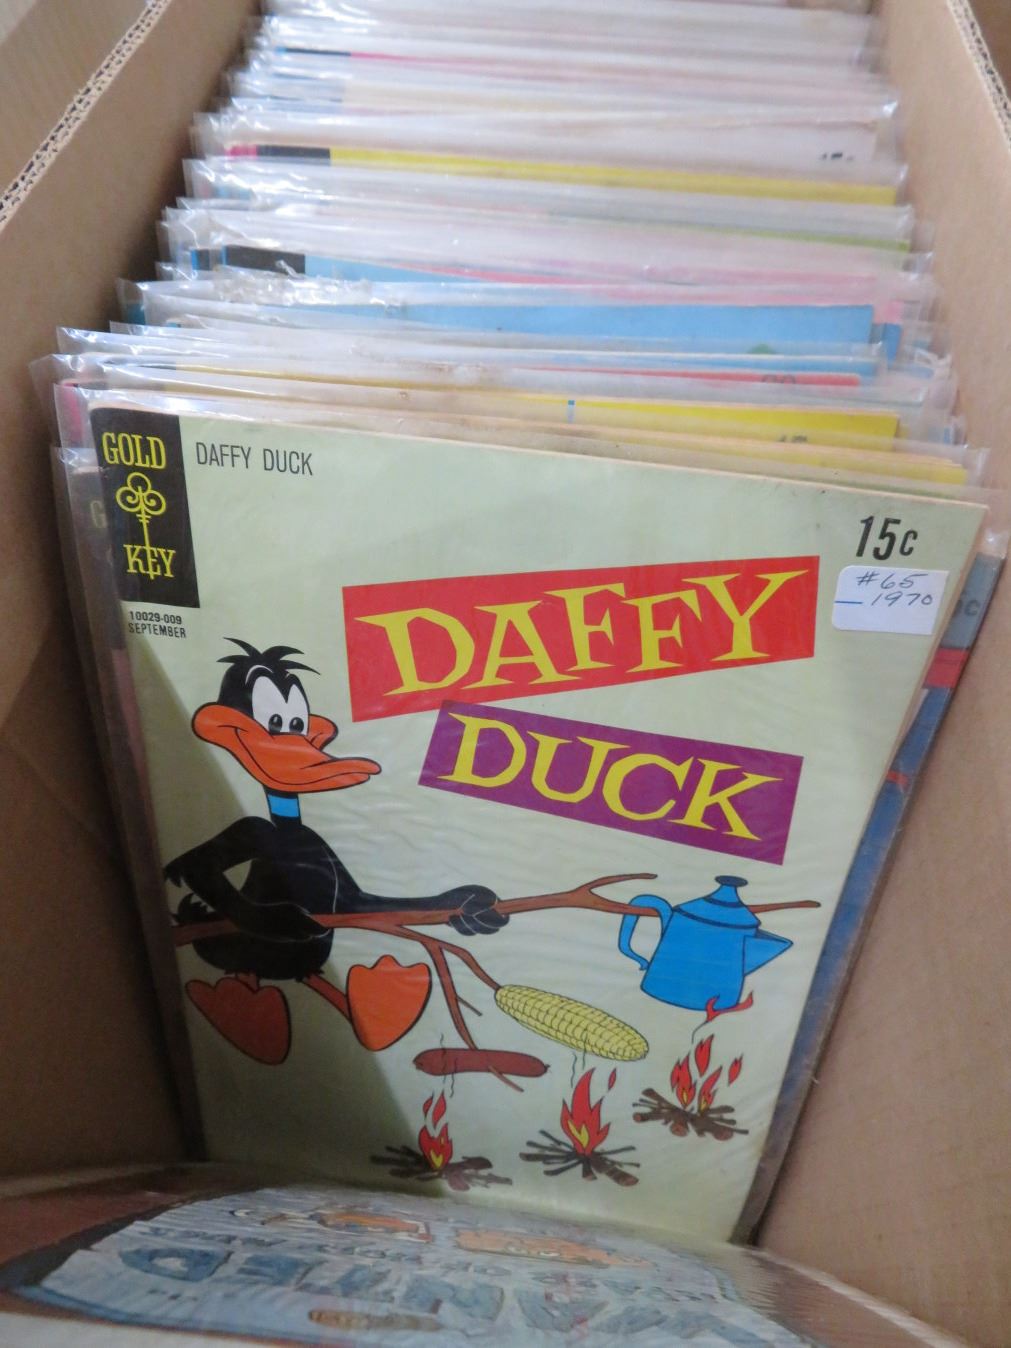 GOLD
KEY
DAFFY DUCK
15¢
#65
1970
10029-009
SEPTEMBER
DAFFY
DUCK